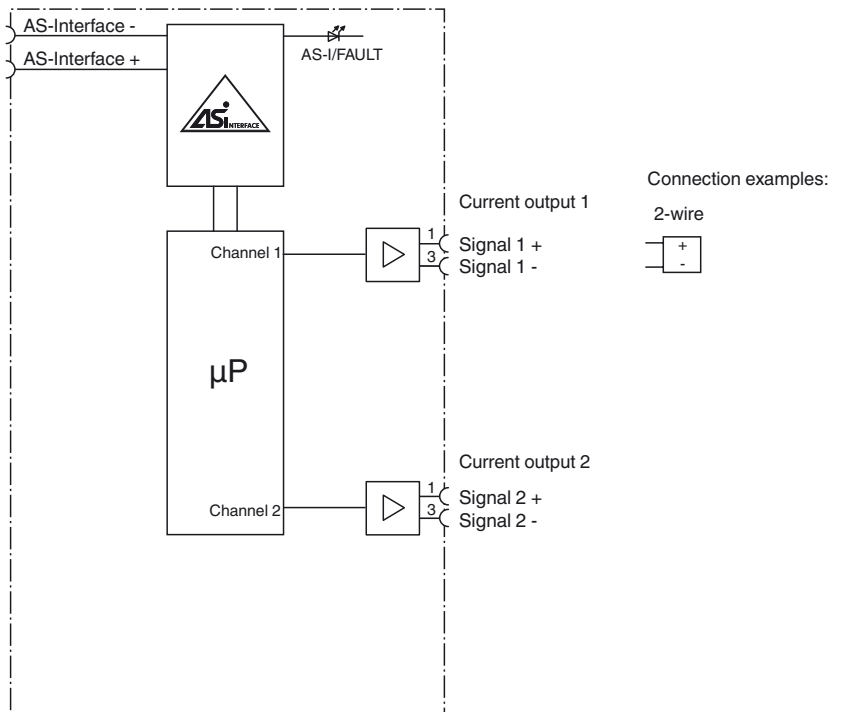 AS-Interface -
AS-Interface +
AS-I/FAULT
ASi INTERFACE
Current output 1
Connection examples:
2-wire
Channel 1
1
Signal 1 +
3
Signal 1 -
+
-
µP
Current output 2
Channel 2
1
Signal 2 +
3
Signal 2 -